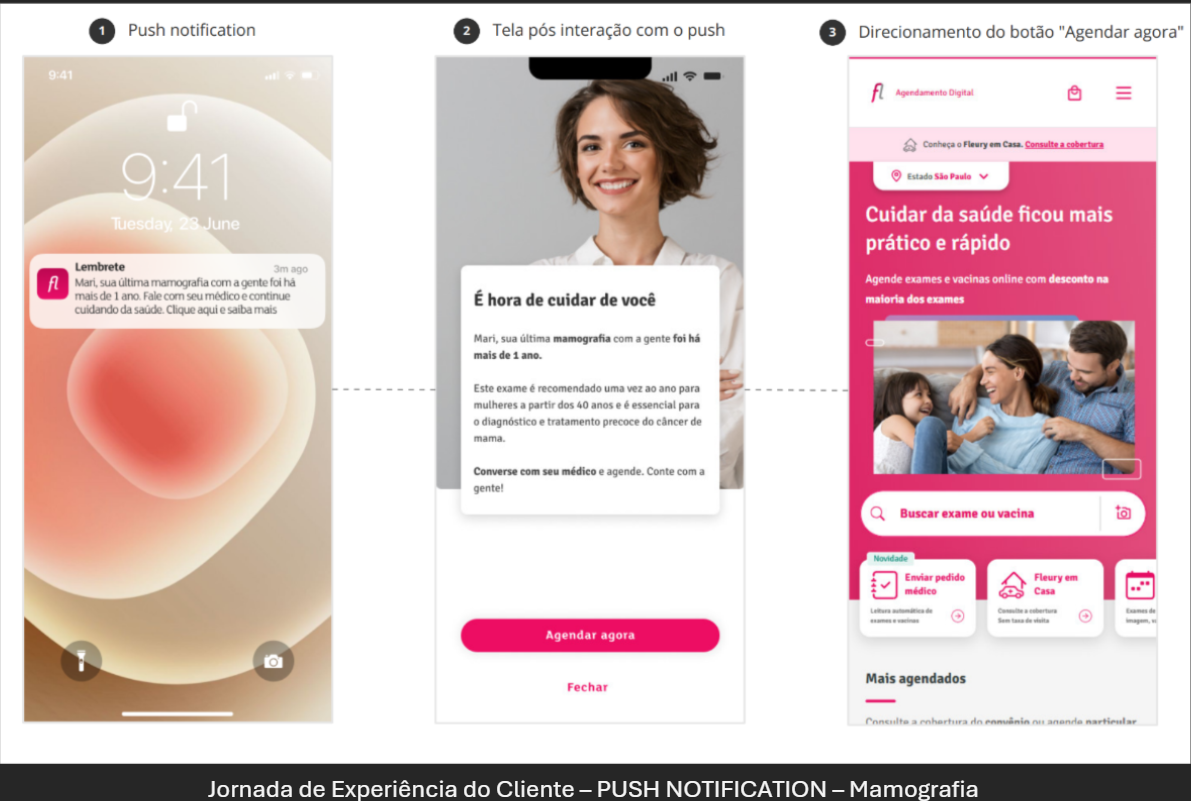 1 Push notification
9:41
9:41
Tuesday, 23 June
fl
Lembrete
3m ago
Mari, sua última mamografia com a gente foi há
mais de 1 ano. Fale com seu médico e continue
cuidando da saúde. Clique aqui e saiba mais
2 Tela pós interação com o push
É hora de cuidar de você
Mari, sua última mamografia com a gente foi há
mais de 1 ano.
Este exame é recomendado uma vez ao ano para
mulheres a partir dos 40 anos e é essencial para
o diagnóstico e tratamento precoce do câncer de
mama.
Converse com seu médico e agende. Conte com a
gente!
Agendar agora
Fechar
3 Direcionamento do botão "Agendar agora"
fl Agendamento Digital
Conheça o Fleury em Casa. Consulte a cobertura
Estado São Paulo
Cuidar da saúde ficou mais
prático e rápido
Agende exames e vacinas online com desconto na
maioria dos exames
Buscar exame ou vacina
Novidade
Enviar pedido
médico
Leitura automática de
exames e vacinas
Fleury em
Casa
Consulte a cobertura
Sem taxa de visita
Exames de
imagem, v
Mais agendados
Consulte a cobertura do convênio ou agende particular
Jornada de Experiência do Cliente – PUSH NOTIFICATION – Mamografia